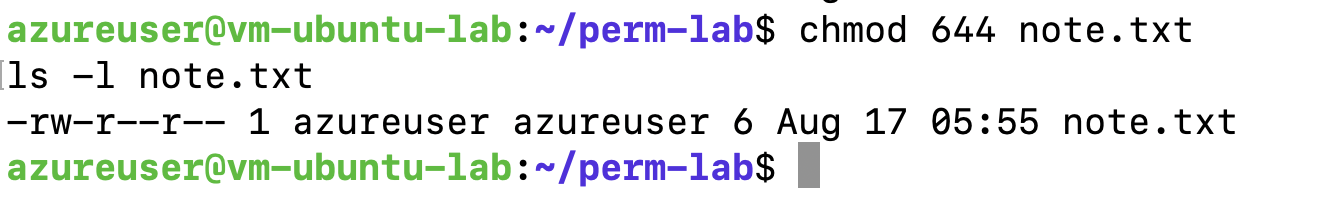 azureuser@vm-ubuntu-lab:~/perm-lab$ chmod 644 note.txt
ls -l note.txt
-rw-r--r-- 1 azureuser azureuser 6 Aug 17 05:55 note.txt
azureuser@vm-ubuntu-lab:~/perm-lab$